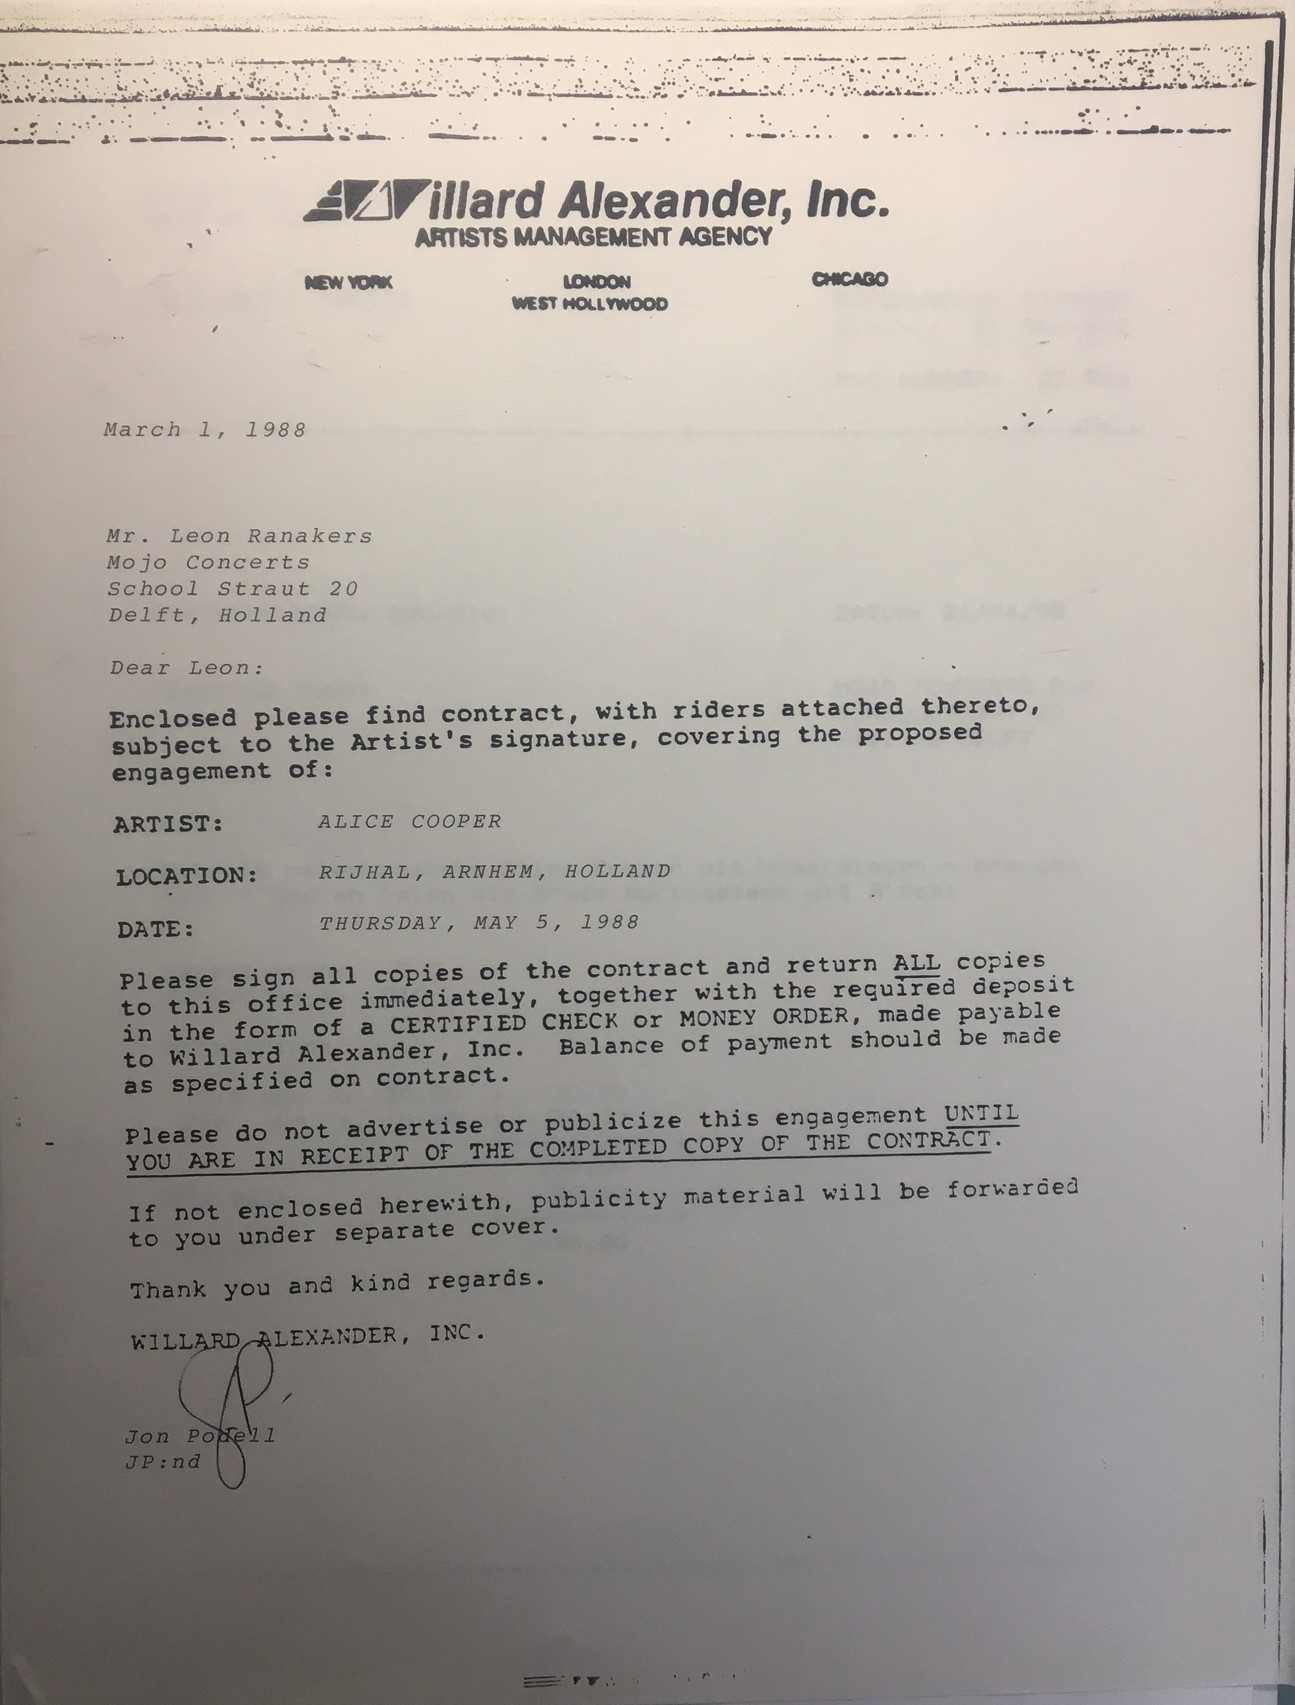 Willard Alexander, Inc.
ARTISTS MANAGEMENT AGENCY
NEW YORK LONDON CHICAGO
WEST HOLLYWOOD
March 1, 1988
Mr. Leon Ranakers
Mojo Concerts
School Straut 20
Delft, Holland
Dear Leon:
Enclosed please find contract, with riders attached thereto,
subject to the Artist's signature, covering the proposed
engagement of:
ARTIST: ALICE COOPER
LOCATION: RIJHAL, ARNHEM, HOLLAND
DATE: THURSDAY, MAY 5, 1988
Please sign all copies of the contract and return ALL copies
to this office immediately, together with the required deposit
in the form of a CERTIFIED CHECK or MONEY ORDER, made payable
to Willard Alexander, Inc. Balance of payment should be made
as specified on contract.
Please do not advertise or publicize this engagement UNTIL
YOU ARE IN RECEIPT OF THE COMPLETED COPY OF THE CONTRACT.
If not enclosed herewith, publicity material will be forwarded
to you under separate cover.
Thank you and kind regards.
WILLARD ALEXANDER, INC.
Jon Podell
JP:nd